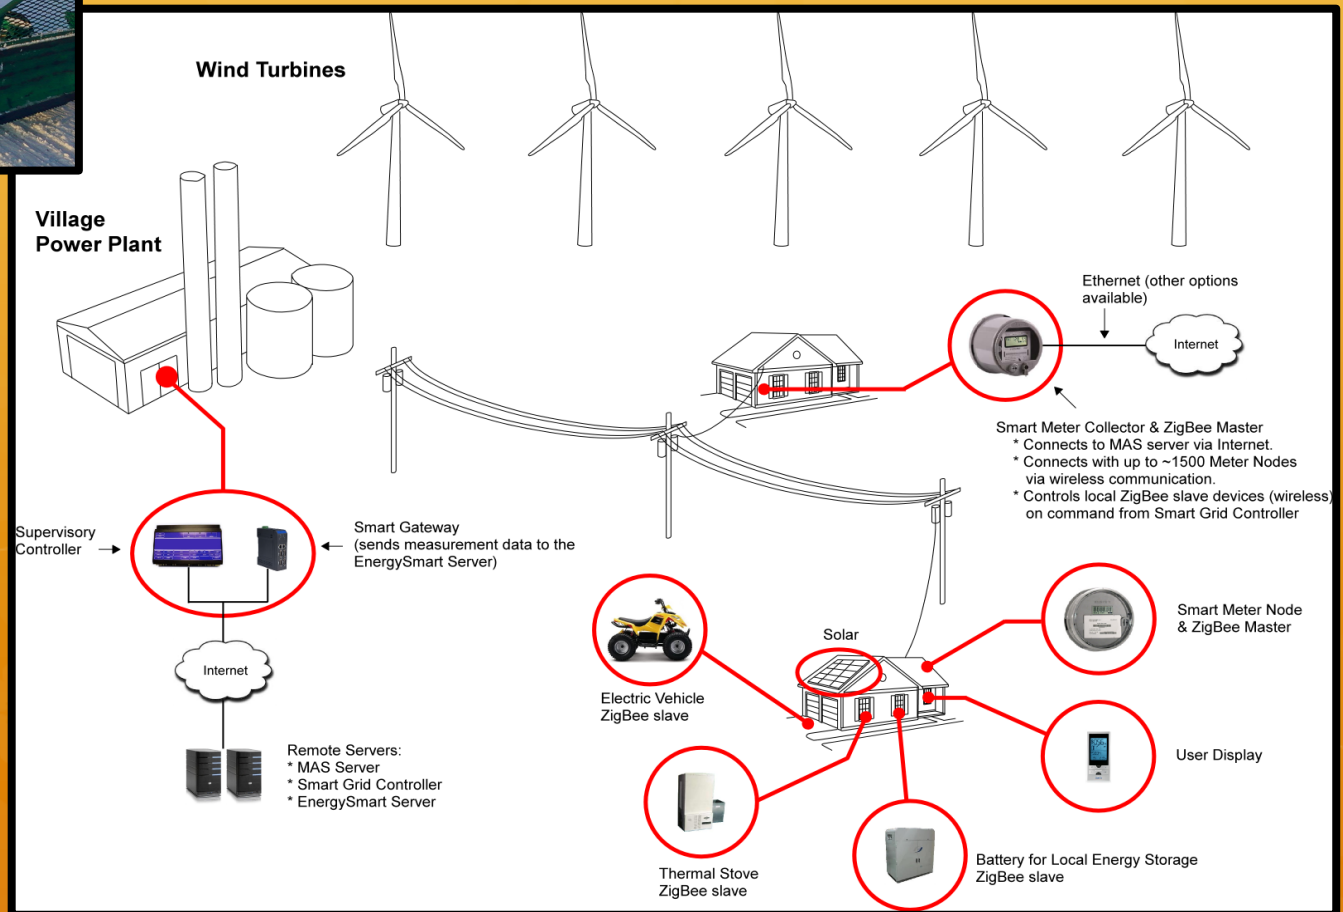 Wind Turbines
Village
Power Plant
Ethernet (other options
available)
Internet
Smart Meter Collector & ZigBee Master
* Connects to MAS server via Internet.
* Connects with up to ~1500 Meter Nodes
via wireless communication.
* Controls local ZigBee slave devices (wireless)
on command from Smart Grid Controller
Supervisory
Controller
Smart Gateway
(sends measurement data to the
EnergySmart Server)
Internet
Remote Servers:
* MAS Server
* Smart Grid Controller
* EnergySmart Server
Solar
Electric Vehicle
ZigBee slave
Smart Meter Node
& ZigBee Master
User Display
Thermal Stove
ZigBee slave
Battery for Local Energy Storage
ZigBee slave